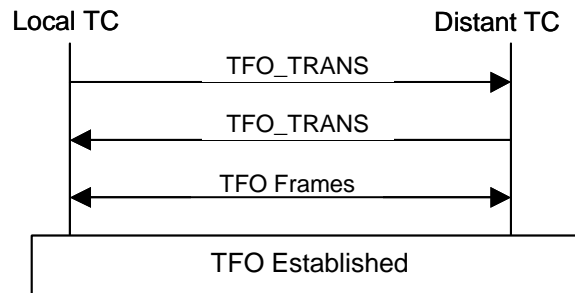 Local TC
Distant TC
TFO_TRANS
TFO_TRANS
TFO Frames
TFO Established